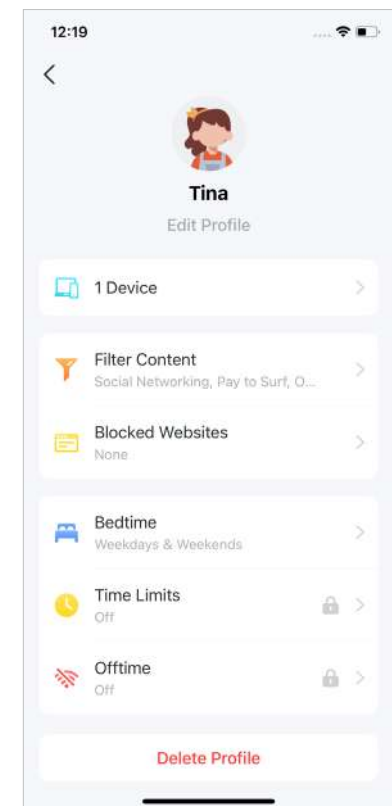 12:19
Tina
Edit Profile
1 Device
Filter Content
Social Networking, Pay to Surf, O...
Blocked Websites
None
Bedtime
Weekdays & Weekends
Time Limits
Off
Offtime
Off
Delete Profile